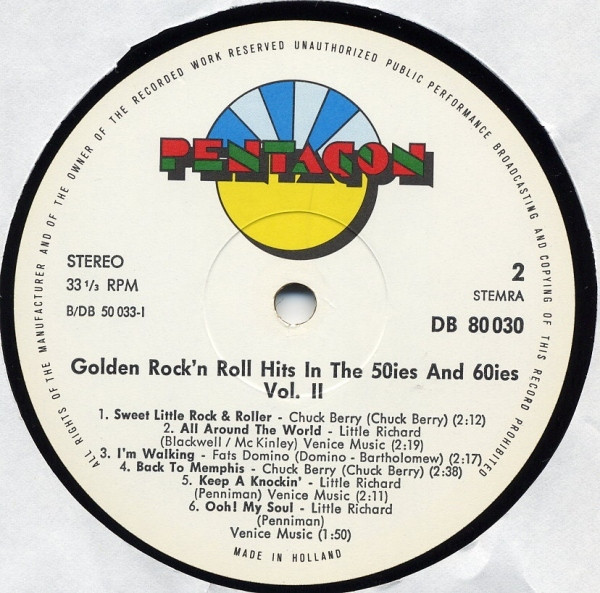 ALL RIGHTS OF THE MANUFACTURER AND OF THE OWNER OF THE RECORDED WORK RESERVED UNAUTHORIZED PUBLIC PERFORMANCE BROADCASTING AND COPYING OF THIS RECORD PROHIBITED
PENTAGON
STEREO
33 1/3 RPM
B/DB 50 033-1
2
STEMRA
DB 80 030
Golden Rock'n Roll Hits In The 50ies And 60ies
Vol. II
1. Sweet Little Rock & Roller - Chuck Berry (Chuck Berry) (2:12)
2. All Around The World - Little Richard
(Blackwell / Mc Kinley) Venice Music (2:19)
3. I'm Walking - Fats Domino (Domino - Bartholomew) (2:17)
4. Back To Memphis - Chuck Berry (Chuck Berry) (2:38)
5. Keep A Knockin' - Little Richard
(Penniman) Venice Music (2:11)
6. Ooh! My Soul - Little Richard
(Penniman)
Venice Music (1:50)
MADE IN HOLLAND